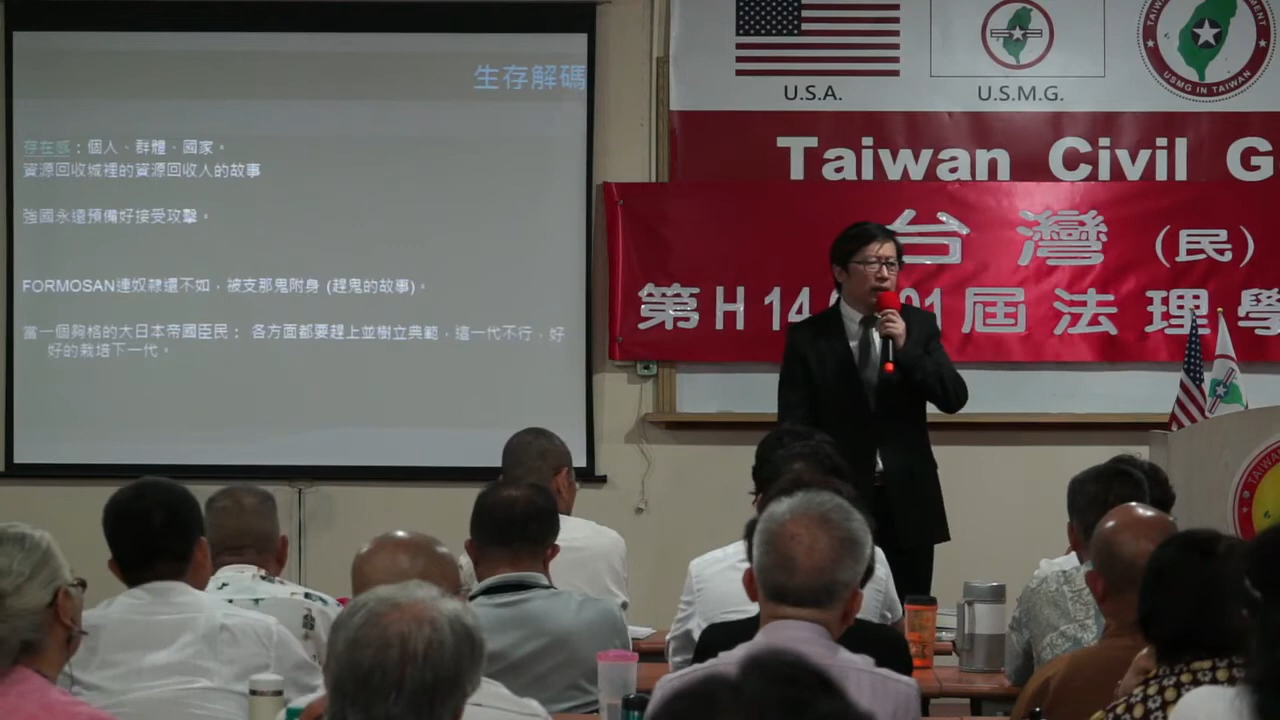 生存解碼
存在感：個人、群體、國家。
資源回收城裡的資源回收人的故事
強國永遠預備好接受攻擊。
FORMOSAN連奴隸還不如，被支那鬼附身 (趕鬼的故事)。
當一個夠格的大日本帝國臣民： 各方面都要趕上並樹立典範，這一代不行，好
好的栽培下一代。
U.S.A.
U.S.M.G.
USMG IN TAIWAN
Taiwan Civil G
台灣（民）
第H14 01屆法理學